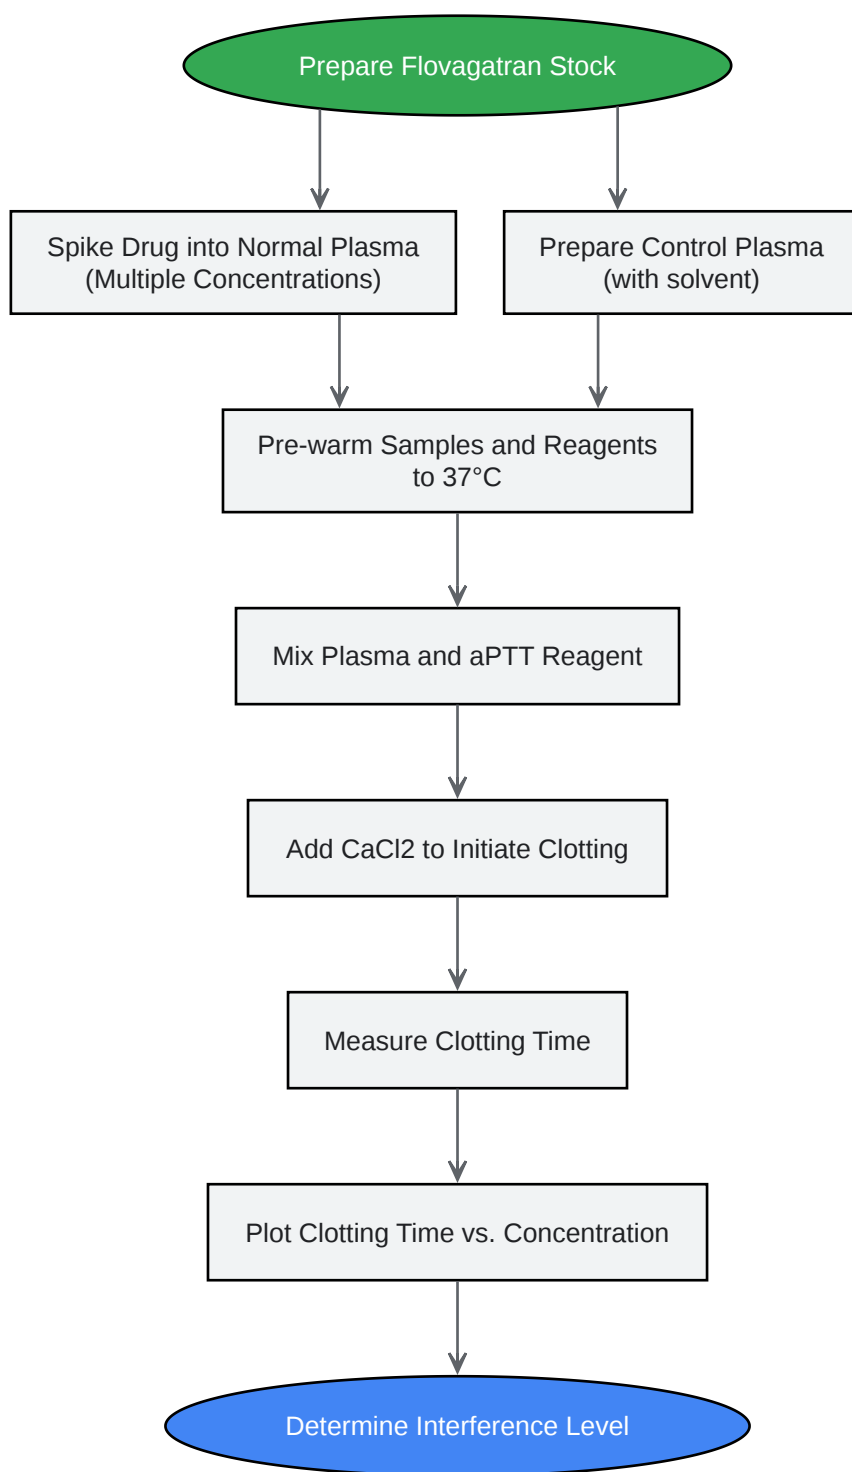 Prepare Flovagatran Stock
Spike Drug into Normal Plasma
(Multiple Concentrations)
Prepare Control Plasma
(with solvent)
Pre-warm Samples and Reagents
to 37°C
Mix Plasma and aPTT Reagent
Add CaCl2 to Initiate Clotting
Measure Clotting Time
Plot Clotting Time vs. Concentration
Determine Interference Level